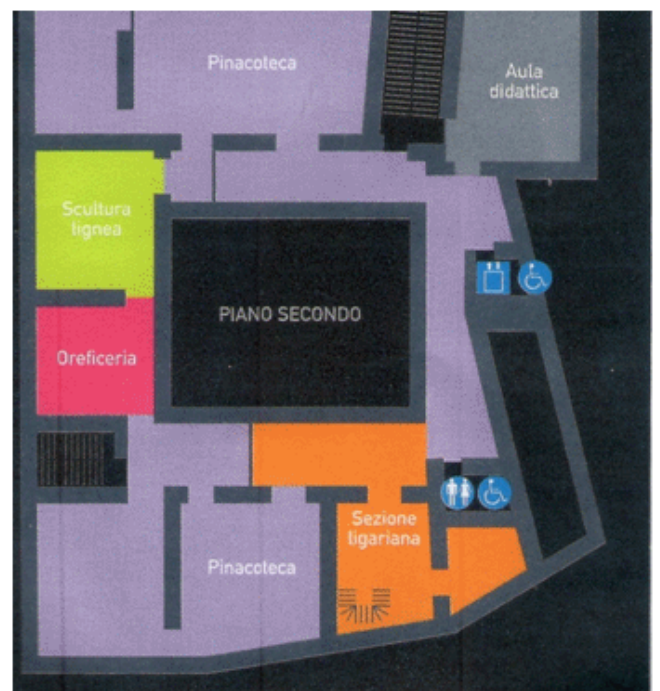 Pinacoteca
Aula
didattica
Scultura
lignea
PIANO SECONDO
Oreficeria
Sezione
ligariana
Pinacoteca